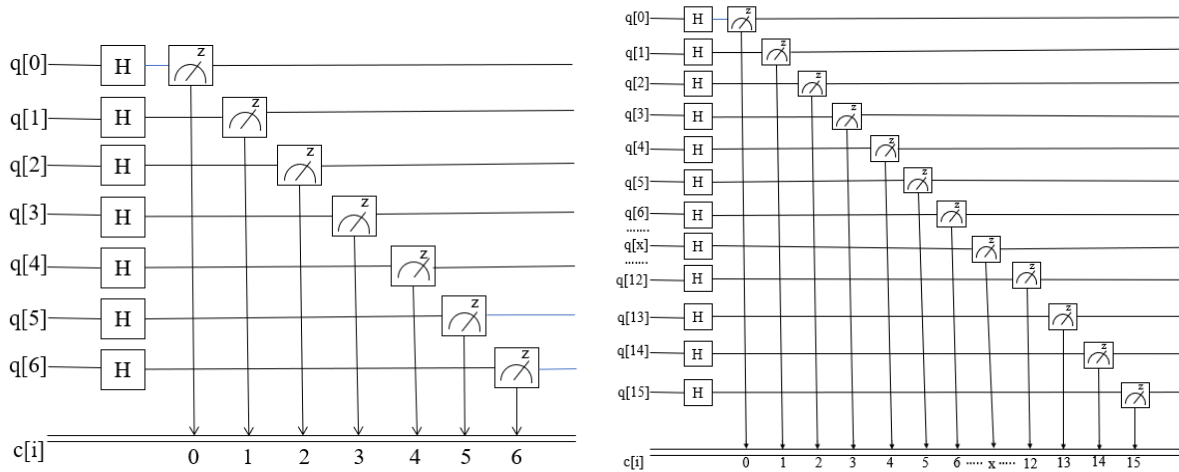 q[0] H z
q[1] H z
q[2] H z
q[3] H z
q[4] H z
q[5] H z
q[6] H z
c[i] 0 1 2 3 4 5 6
q[0] H z
q[1] H z
q[2] H z
q[3] H z
q[4] H z
q[5] H z
q[6] H z
.......
q[x] H z
.......
q[12] H z
q[13] H z
q[14] H z
q[15] H z
c[i] 0 1 2 3 4 5 6 ..... x ..... 12 13 14 15